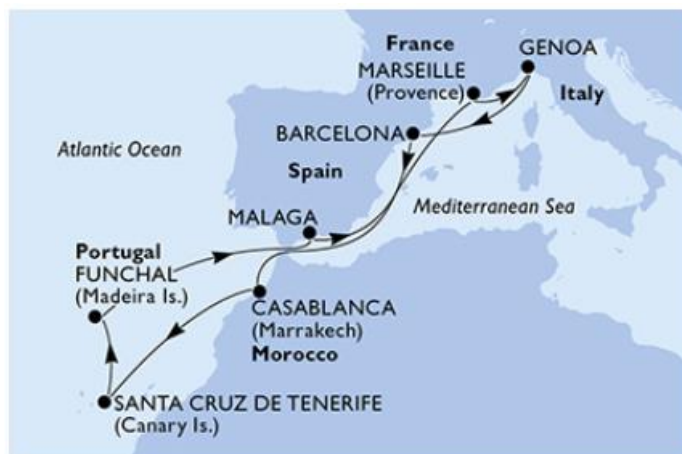 France
GENOA
MARSEILLE
(Provence)
Italy
BARCELONA
Atlantic Ocean
Spain
Mediterranean Sea
MALAGA
Portugal
FUNCHAL
(Madeira Is.)
CASABLANCA
(Marrakech)
Morocco
SANTA CRUZ DE TENERIFE
(Canary Is.)